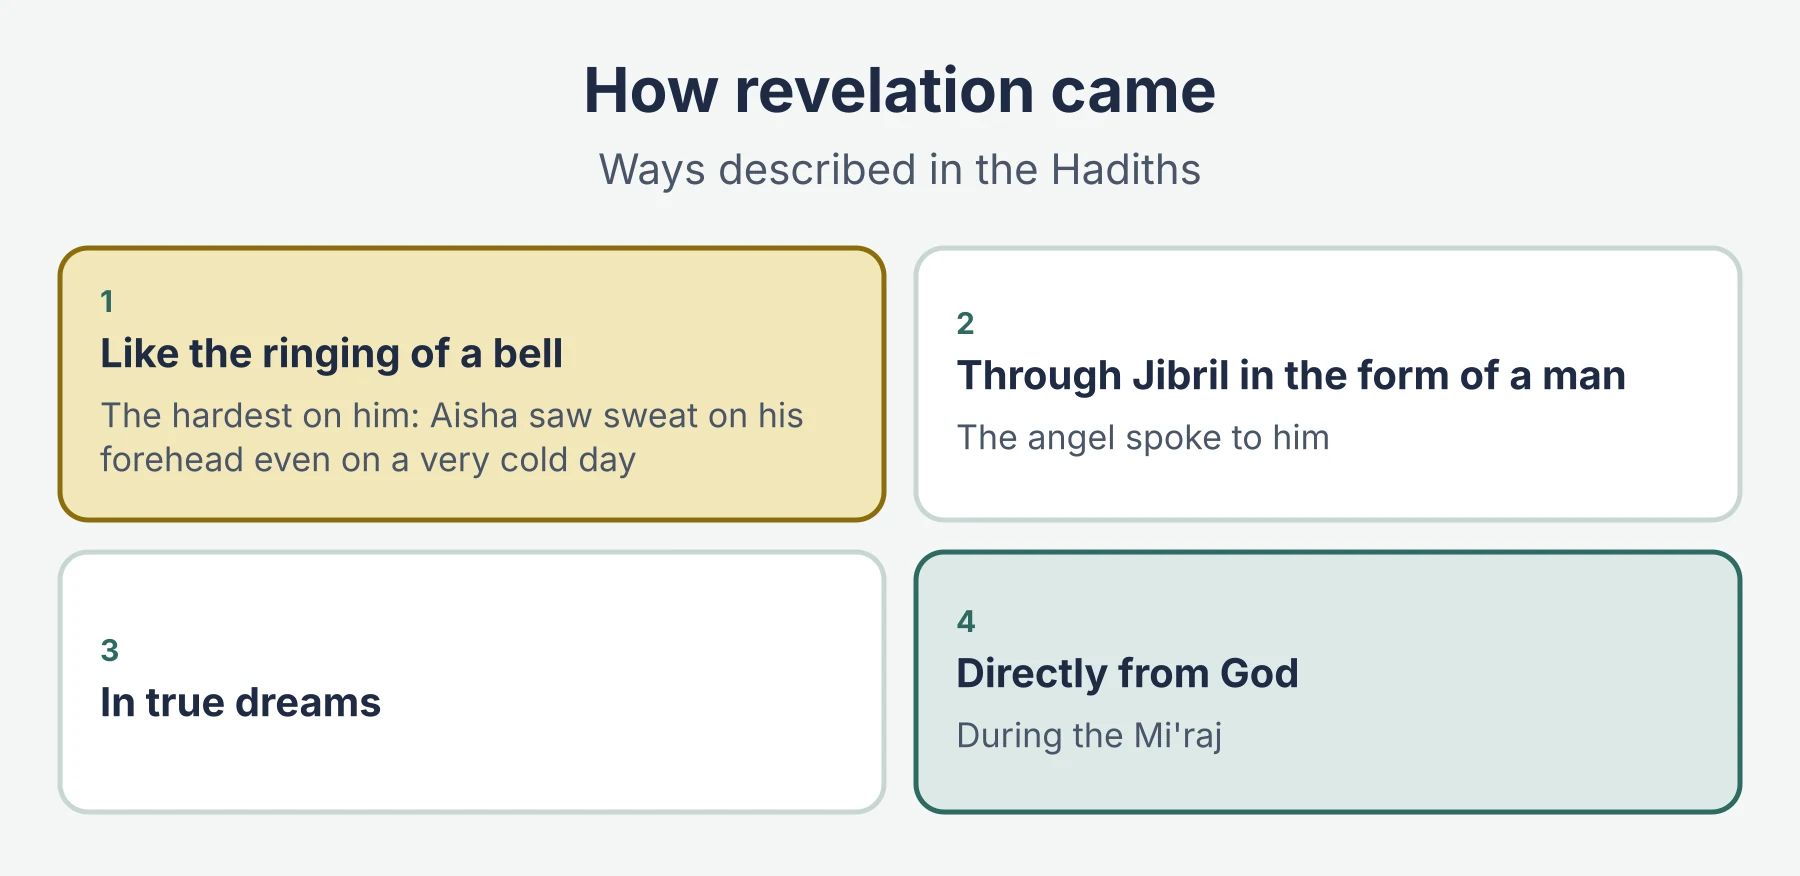 How revelation came
Ways described in the Hadiths
1
Like the ringing of a bell
The hardest on him: Aisha saw sweat on his
forehead even on a very cold day
2
Through Jibril in the form of a man
The angel spoke to him
3
In true dreams
4
Directly from God
During the Mi'raj